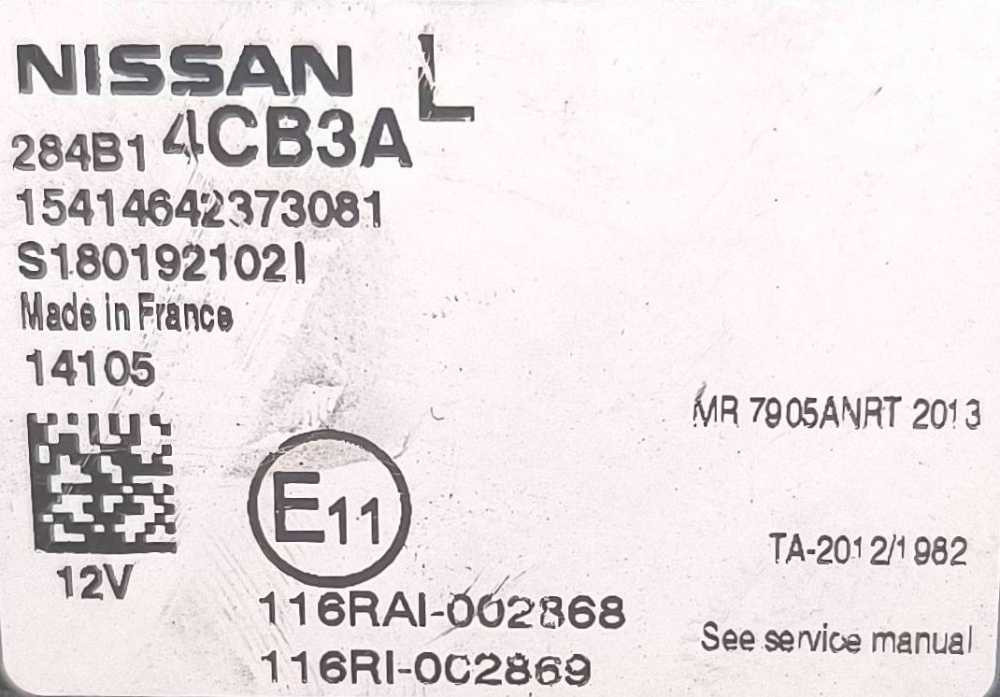 NISSAN L
284B1 4CB3A
15414642373081
S180192102I
Made in France
14105
MR 7905ANRT 2013
E11
TA-2012/1982
12V
116RAI-002868
See service manual
116RI-002869